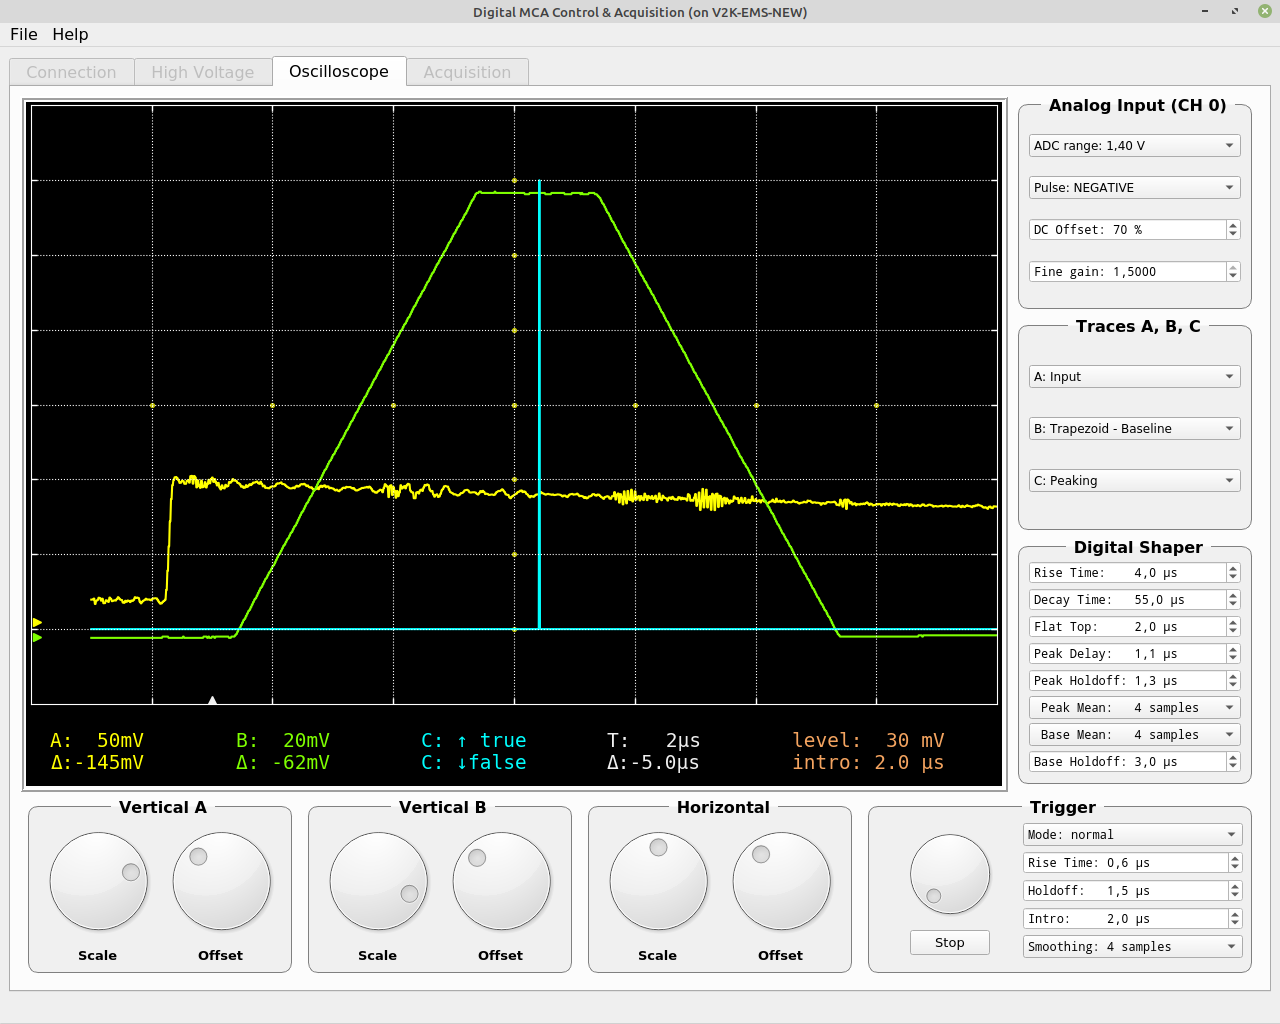 Digital MCA Control & Acquisition (on V2K-EMS-NEW)
File Help
Connection High Voltage Oscilloscope Acquisition
Analog Input (CH 0)
ADC range: 1,40 V
Pulse: NEGATIVE
DC Offset: 70 %
Fine gain: 1,5000
Traces A, B, C
A: Input
B: Trapezoid - Baseline
C: Peaking
Digital Shaper
Rise Time: 4,0 µs
Decay Time: 55,0 µs
Flat Top: 2,0 µs
Peak Delay: 1,1 µs
Peak Holdoff: 1,3 µs
Peak Mean: 4 samples
Base Mean: 4 samples
Base Holdoff: 3,0 µs
A: 50mV B: 20mV C: ↑ true T: 2µs level: 30 mV
Δ:-145mV Δ: -62mV C: ↓false Δ:-5.0µs intro: 2.0 µs
Vertical A
Scale Offset
Vertical B
Scale Offset
Horizontal
Scale Offset
Trigger
Stop
Mode: normal
Rise Time: 0,6 µs
Holdoff: 1,5 µs
Intro: 2,0 µs
Smoothing: 4 samples